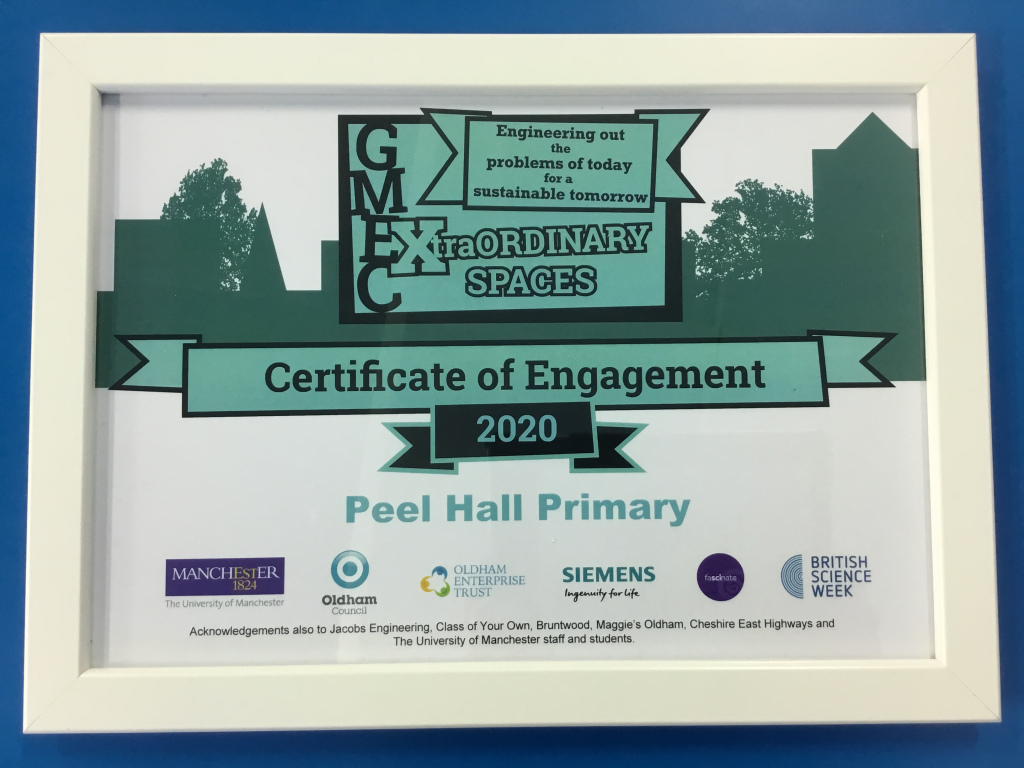 Engineering out
the
problems of today
for a
sustainable tomorrow
GMEC
EXtraORDINARY
SPACES
Certificate of Engagement
2020
Peel Hall Primary
MANCHESTER
1824
The University of Manchester
Oldham
Council
OLDHAM
ENTERPRISE
TRUST
SIEMENS
Ingenuity for life
fascinate
BRITISH
SCIENCE
WEEK
Acknowledgements also to Jacobs Engineering, Class of Your Own, Bruntwood, Maggie's Oldham, Cheshire East Highways and
The University of Manchester staff and students.